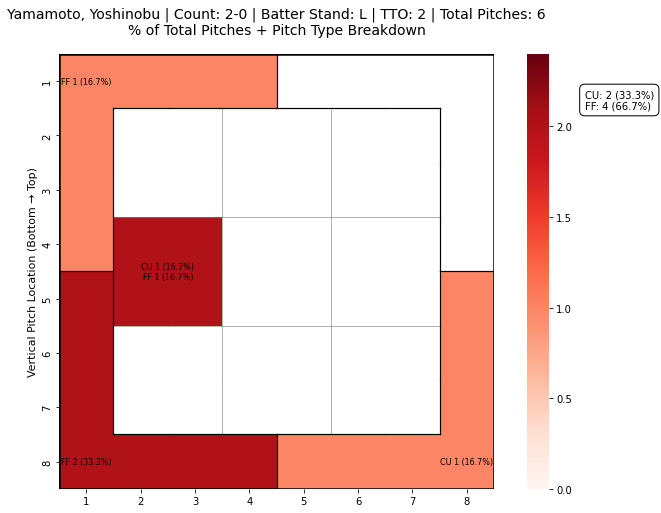 Yamamoto, Yoshinobu | Count: 2-0 | Batter Stand: L | TTO: 2 | Total Pitches: 6
% of Total Pitches + Pitch Type Breakdown
Vertical Pitch Location (Bottom → Top)
1
2
3
4
5
6
7
8
FF 1 (16.7%)
CU 1 (16.7%)
FF 1 (16.7%)
FF 2 (33.3%)
CU 1 (16.7%)
1 2 3 4 5 6 7 8
2.0
1.5
1.0
0.5
0.0
CU: 2 (33.3%)
FF: 4 (66.7%)